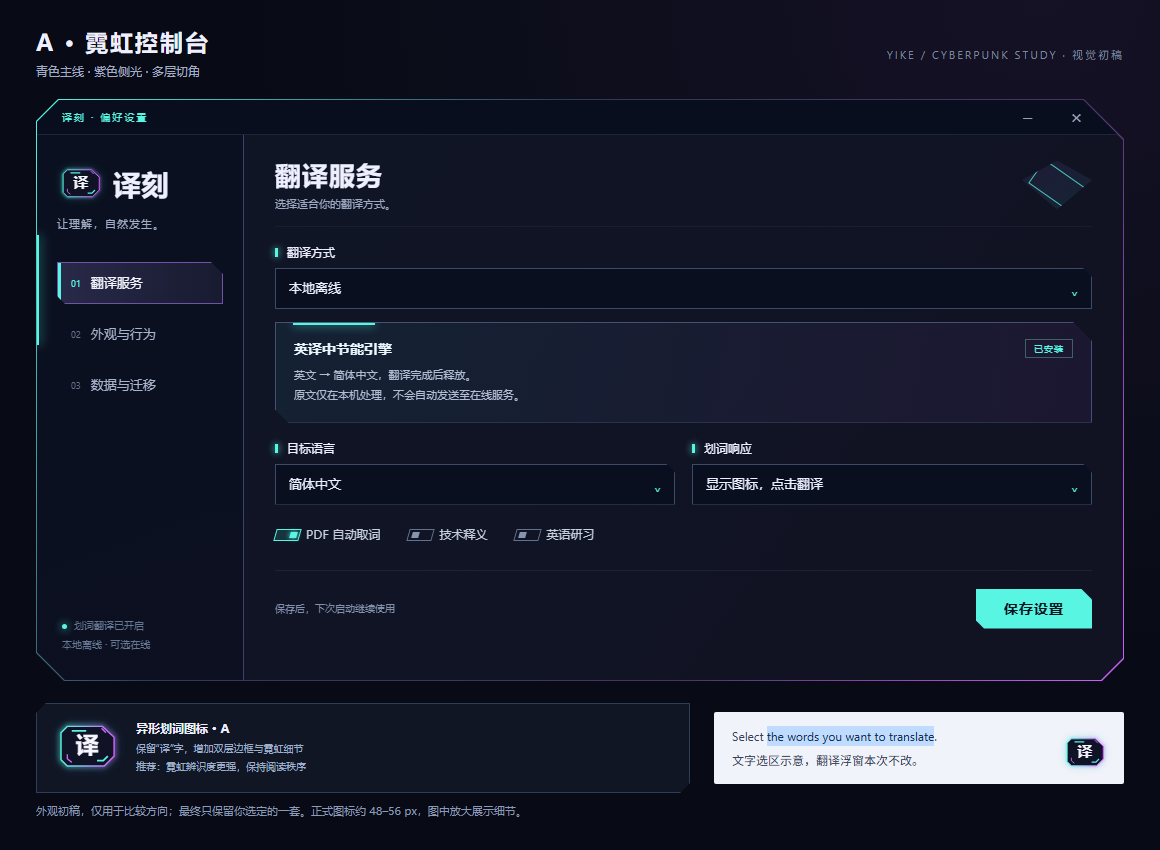 A · 霓虹控制台
青色主线 · 紫色侧光 · 多层切角
YIKE / CYBERPUNK STUDY · 视觉初稿
译刻 · 偏好设置
译 译刻
让理解，自然发生。
01 翻译服务
02 外观与行为
03 数据与迁移
划词翻译已开启
本地离线 · 可选在线
翻译服务
选择适合你的翻译方式。
翻译方式
本地离线
英译中节能引擎
已安装
英文 → 简体中文，翻译完成后释放。
原文仅在本机处理，不会自动发送至在线服务。
目标语言
简体中文
划词响应
显示图标，点击翻译
PDF 自动取词 技术释义 英语研习
保存后，下次启动继续使用
保存设置
译
异形划词图标 · A
保留“译”字，增加双层边框与霓虹细节
推荐：霓虹辨识度更强，保持阅读秩序
Select the words you want to translate.
文字选区示意，翻译浮窗本次不改。
译
外观初稿，仅用于比较方向；最终只保留你选定的一套。正式图标约 48–56 px，图中放大展示细节。